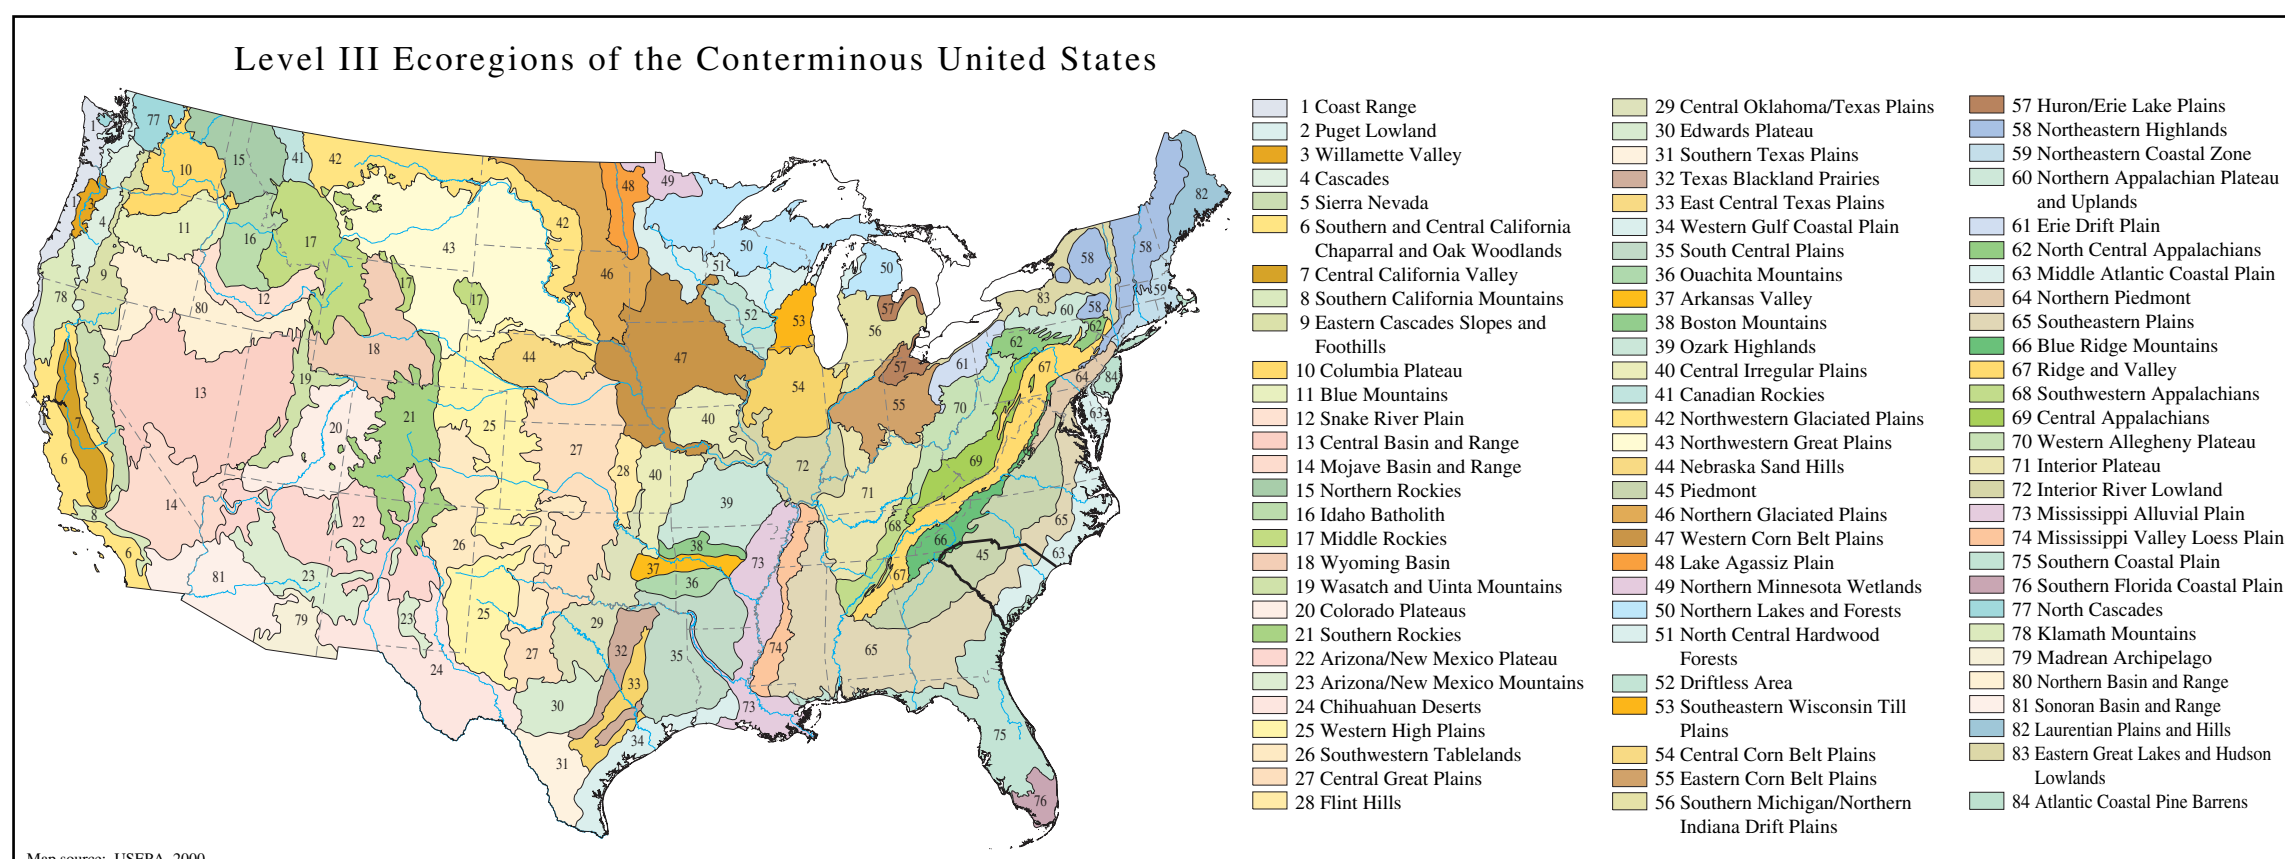 Level III Ecoregions of the Conterminous United States
1 Coast Range
2 Puget Lowland
3 Willamette Valley
4 Cascades
5 Sierra Nevada
6 Southern and Central California
Chaparral and Oak Woodlands
7 Central California Valley
8 Southern California Mountains
9 Eastern Cascades Slopes and
Foothills
10 Columbia Plateau
11 Blue Mountains
12 Snake River Plain
13 Central Basin and Range
14 Mojave Basin and Range
15 Northern Rockies
16 Idaho Batholith
17 Middle Rockies
18 Wyoming Basin
19 Wasatch and Uinta Mountains
20 Colorado Plateaus
21 Southern Rockies
22 Arizona/New Mexico Plateau
23 Arizona/New Mexico Mountains
24 Chihuahuan Deserts
25 Western High Plains
26 Southwestern Tablelands
27 Central Great Plains
28 Flint Hills
29 Central Oklahoma/Texas Plains
30 Edwards Plateau
31 Southern Texas Plains
32 Texas Blackland Prairies
33 East Central Texas Plains
34 Western Gulf Coastal Plain
35 South Central Plains
36 Ouachita Mountains
37 Arkansas Valley
38 Boston Mountains
39 Ozark Highlands
40 Central Irregular Plains
41 Canadian Rockies
42 Northwestern Glaciated Plains
43 Northwestern Great Plains
44 Nebraska Sand Hills
45 Piedmont
46 Northern Glaciated Plains
47 Western Corn Belt Plains
48 Lake Agassiz Plain
49 Northern Minnesota Wetlands
50 Northern Lakes and Forests
51 North Central Hardwood
Forests
52 Driftless Area
53 Southeastern Wisconsin Till
Plains
54 Central Corn Belt Plains
55 Eastern Corn Belt Plains
56 Southern Michigan/Northern
Indiana Drift Plains
57 Huron/Erie Lake Plains
58 Northeastern Highlands
59 Northeastern Coastal Zone
60 Northern Appalachian Plateau
and Uplands
61 Erie Drift Plain
62 North Central Appalachians
63 Middle Atlantic Coastal Plain
64 Northern Piedmont
65 Southeastern Plains
66 Blue Ridge Mountains
67 Ridge and Valley
68 Southwestern Appalachians
69 Central Appalachians
70 Western Allegheny Plateau
71 Interior Plateau
72 Interior River Lowland
73 Mississippi Alluvial Plain
74 Mississippi Valley Loess Plain
75 Southern Coastal Plain
76 Southern Florida Coastal Plain
77 North Cascades
78 Klamath Mountains
79 Madrean Archipelago
80 Northern Basin and Range
81 Sonoran Basin and Range
82 Laurentian Plains and Hills
83 Eastern Great Lakes and Hudson
Lowlands
84 Atlantic Coastal Pine Barrens
Map source: USEPA, 2000